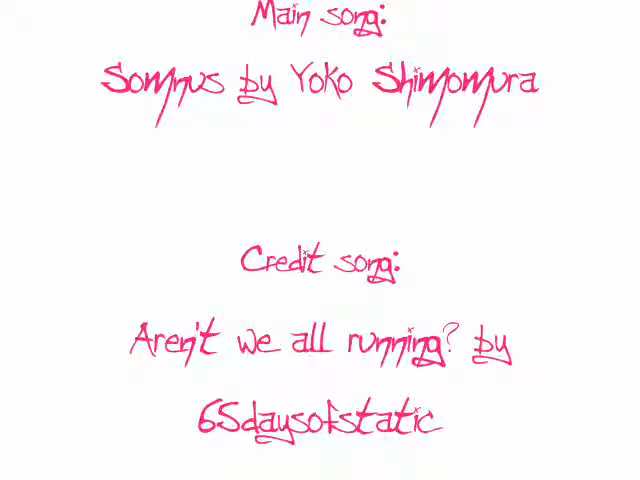 Main song:
Somnus by Yoko Shimomura
Credit song:
Aren't we all running? by
65daysofstatic